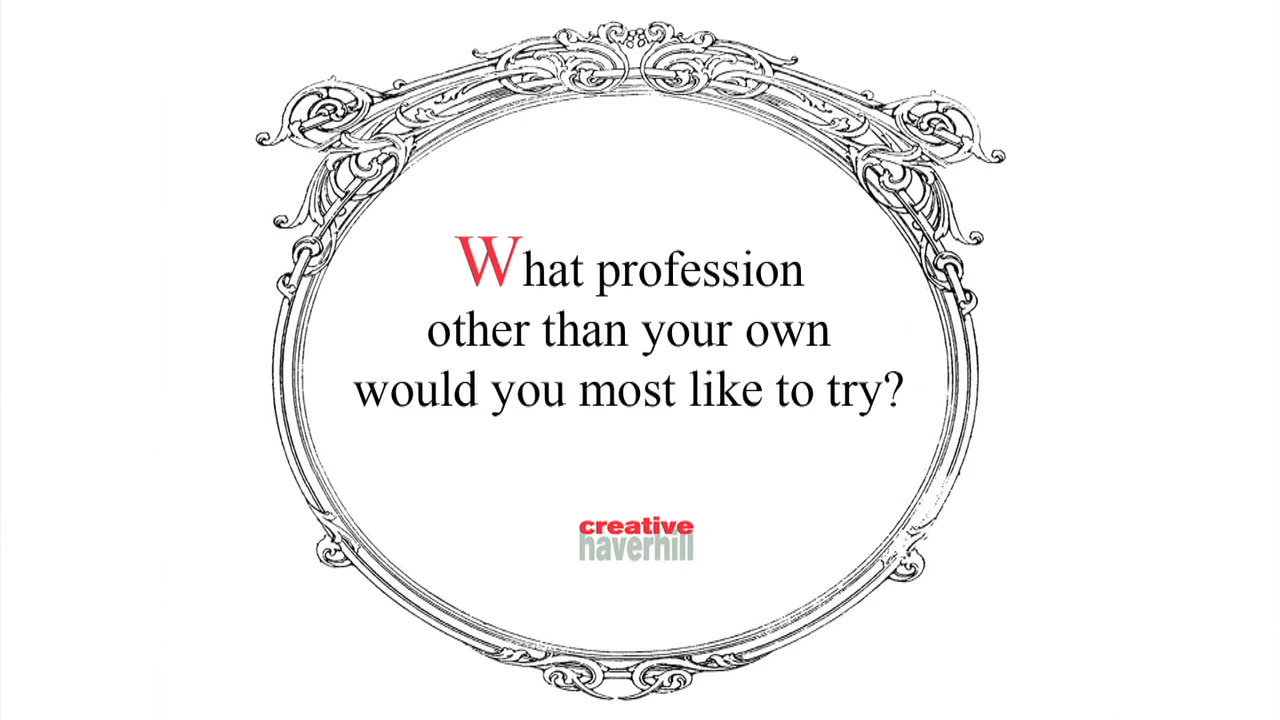 What profession
other than your own
would you most like to try?
creative
haverhill